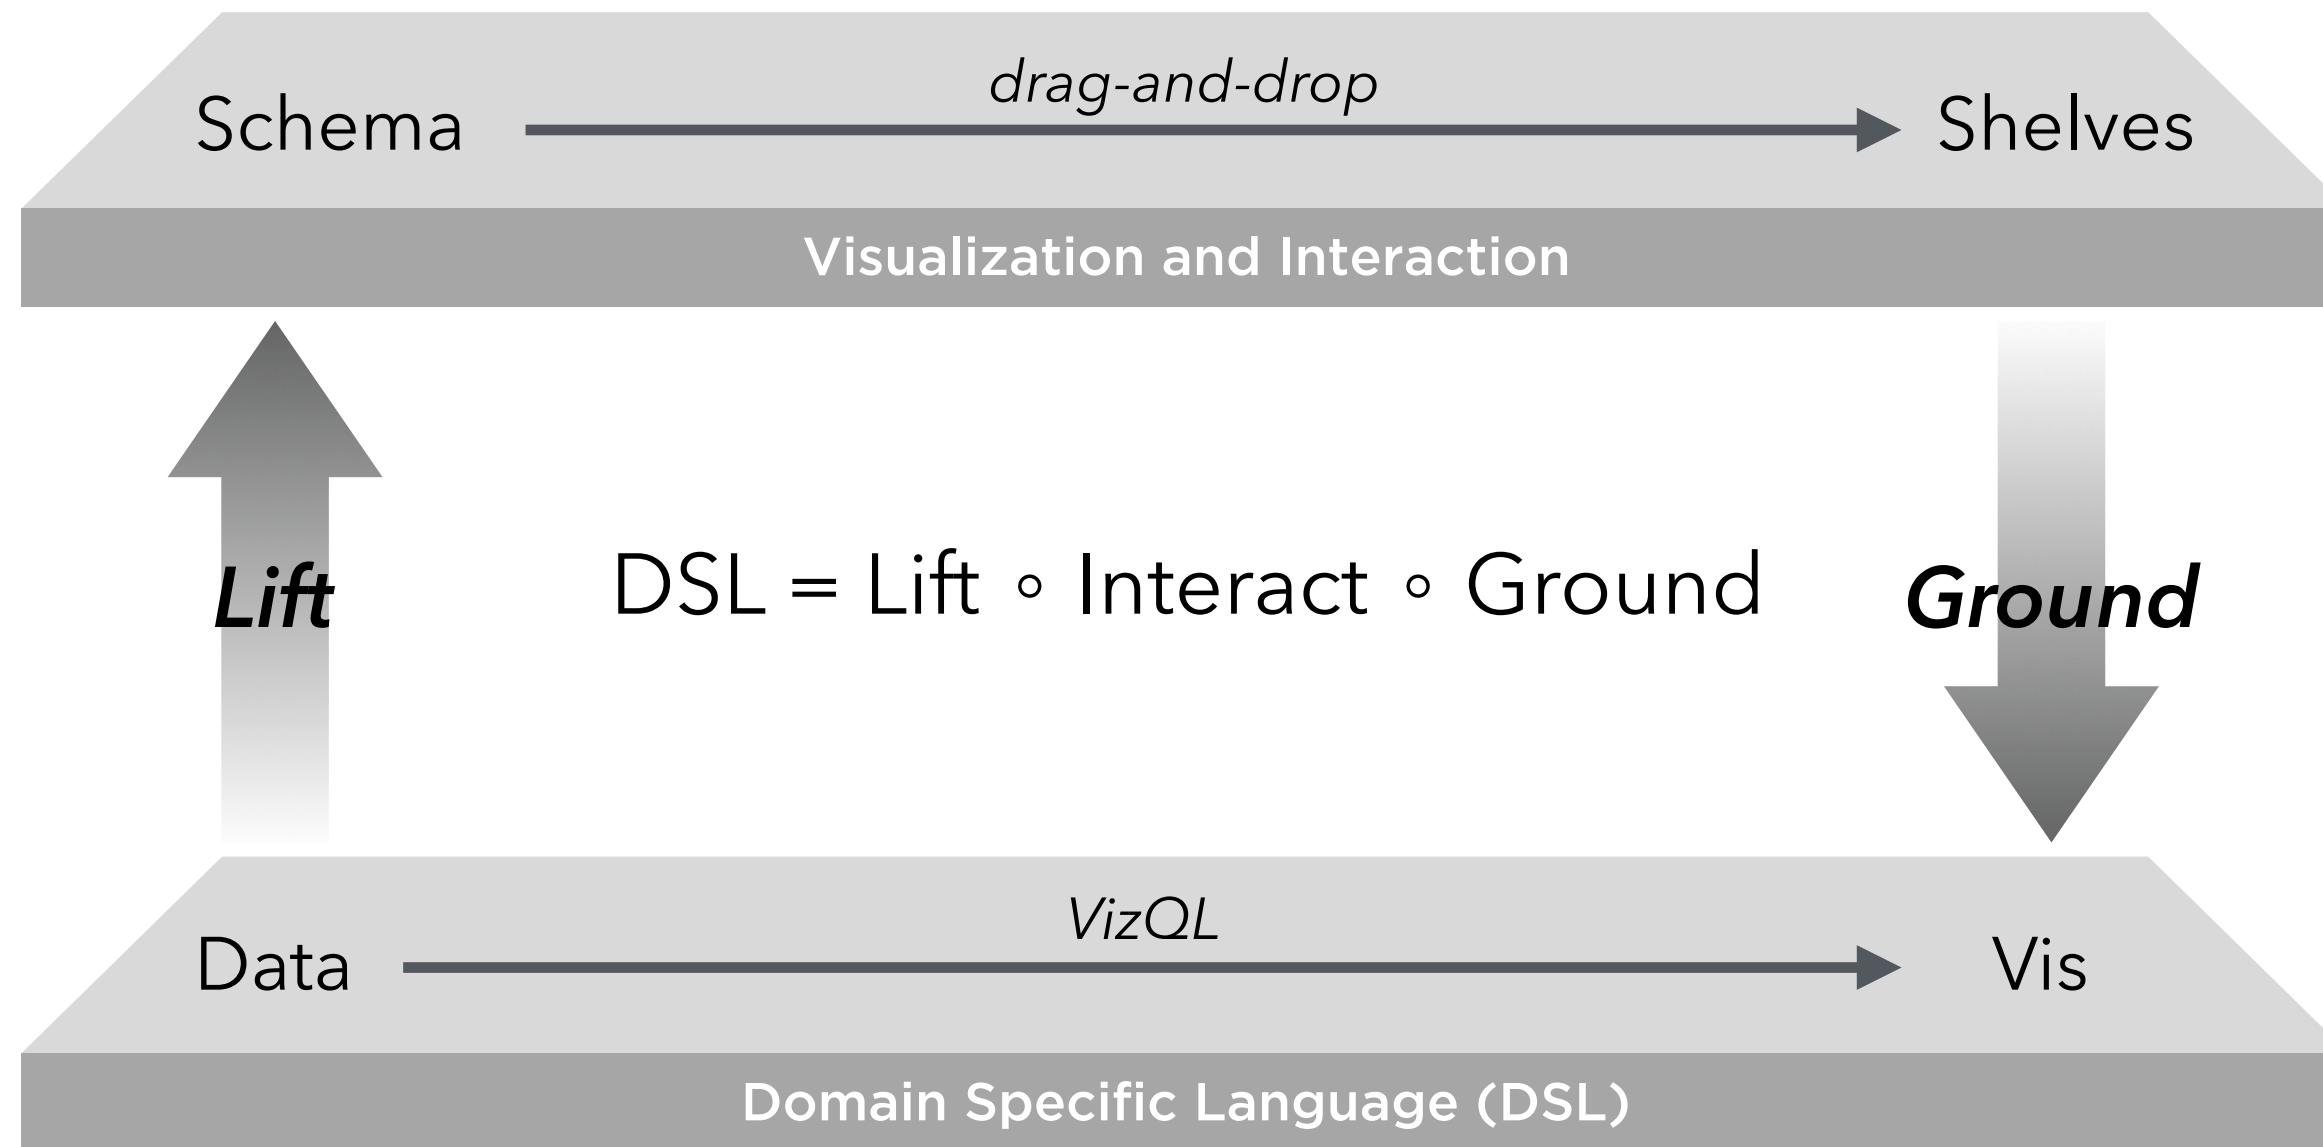 drag-and-drop
Schema Shelves
Visualization and Interaction
Lift DSL = Lift ∘ Interact ∘ Ground Ground
VizQL
Data Vis
Domain Specific Language (DSL)